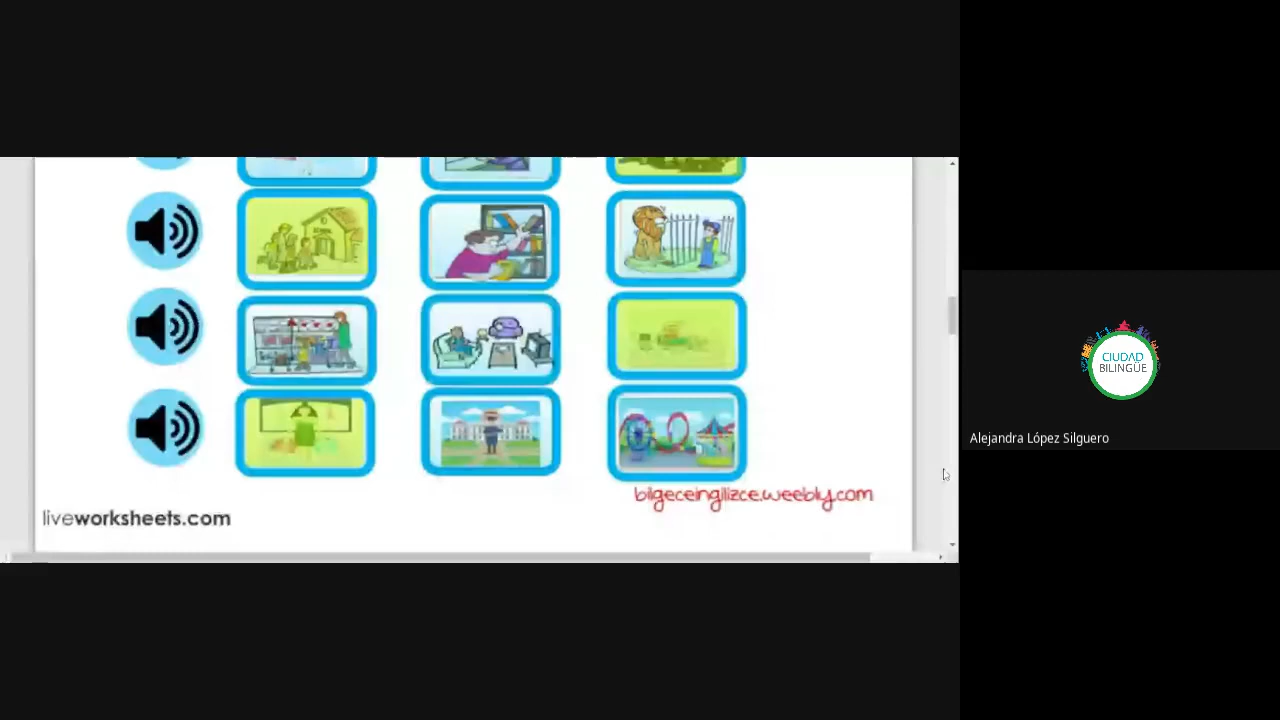 CIUDAD
BILINGÜE
Alejandra López Silguero
bilgeceingilizce.weebly.com
liveworksheets.com